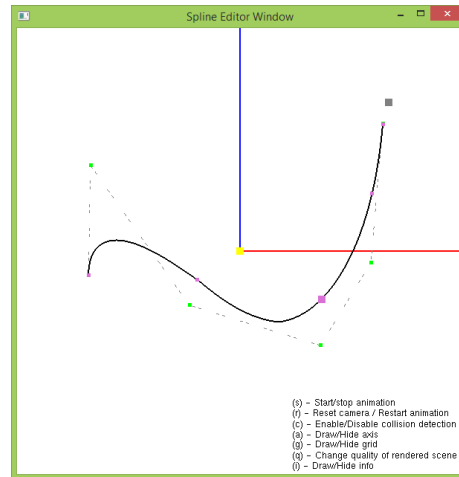 Spline Editor Window
(s) – Start/stop animation
(r) – Reset camera / Restart animation
(c) – Enable/Disable collision detection
(a) – Draw/Hide axis
(g) – Draw/Hide grid
(q) – Change quality of rendered scene
(i) – Draw/Hide info